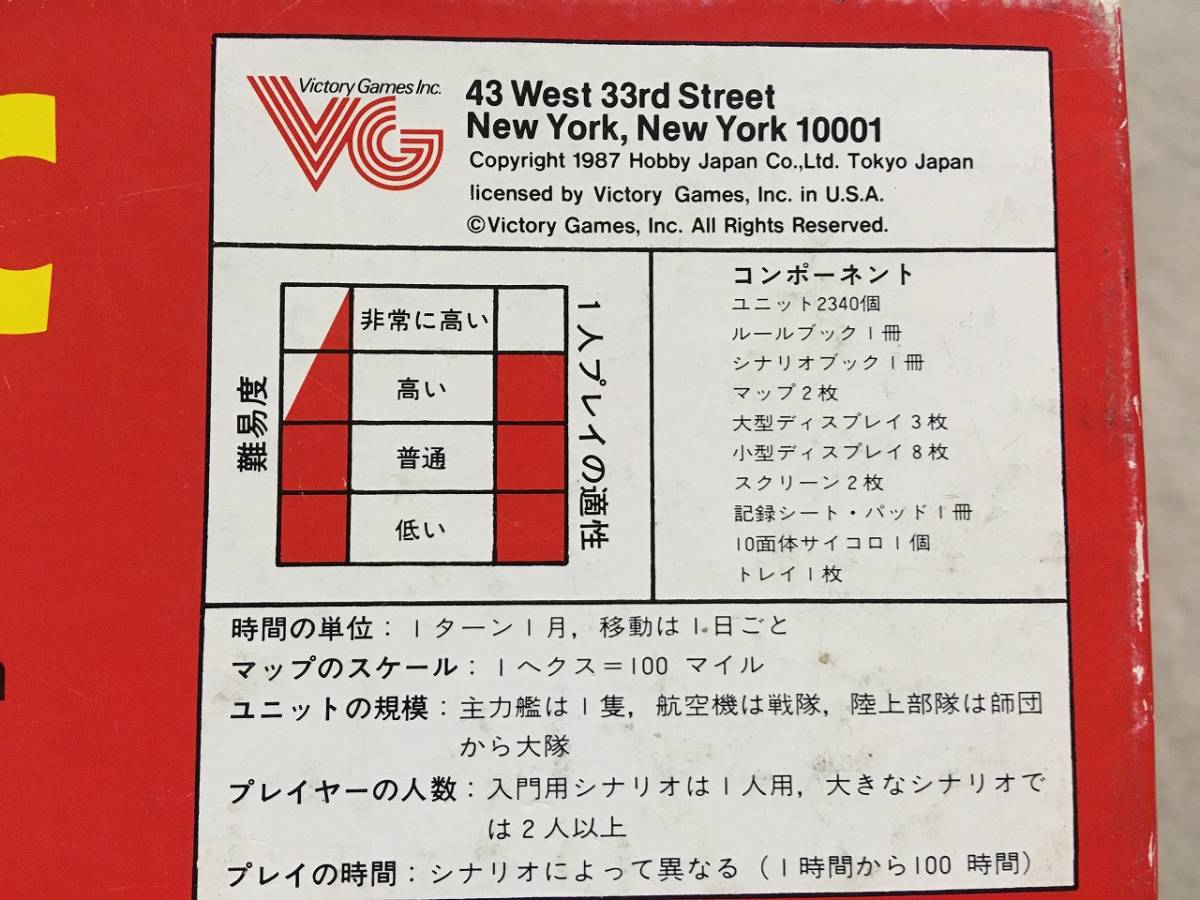 Victory Games Inc.
VG
43 West 33rd Street
New York, New York 10001
Copyright 1987 Hobby Japan Co.,Ltd. Tokyo Japan
licensed by Victory Games, Inc. in U.S.A.
©Victory Games, Inc. All Rights Reserved.
難易度
非常に高い
高い
普通
低い
1人プレイの適性
コンポーネント
ユニット2340個
ルールブック1冊
シナリオブック1冊
マップ2枚
大型ディスプレイ3枚
小型ディスプレイ8枚
スクリーン2枚
記録シート・パッド1冊
10面体サイコロ1個
トレイ1枚
時間の単位：1ターン1月，移動は1日ごと
マップのスケール：1ヘクス＝100 マイル
ユニットの規模：主力艦は1隻，航空機は戦隊，陸上部隊は師団
から大隊
プレイヤーの人数：入門用シナリオは1人用，大きなシナリオで
は2人以上
プレイの時間：シナリオによって異なる（1時間から100 時間）